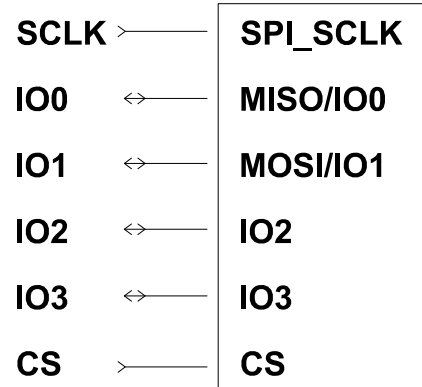 SCLK SPI_SCLK
IO0 MISO/IO0
IO1 MOSI/IO1
IO2 IO2
IO3 IO3
CS CS